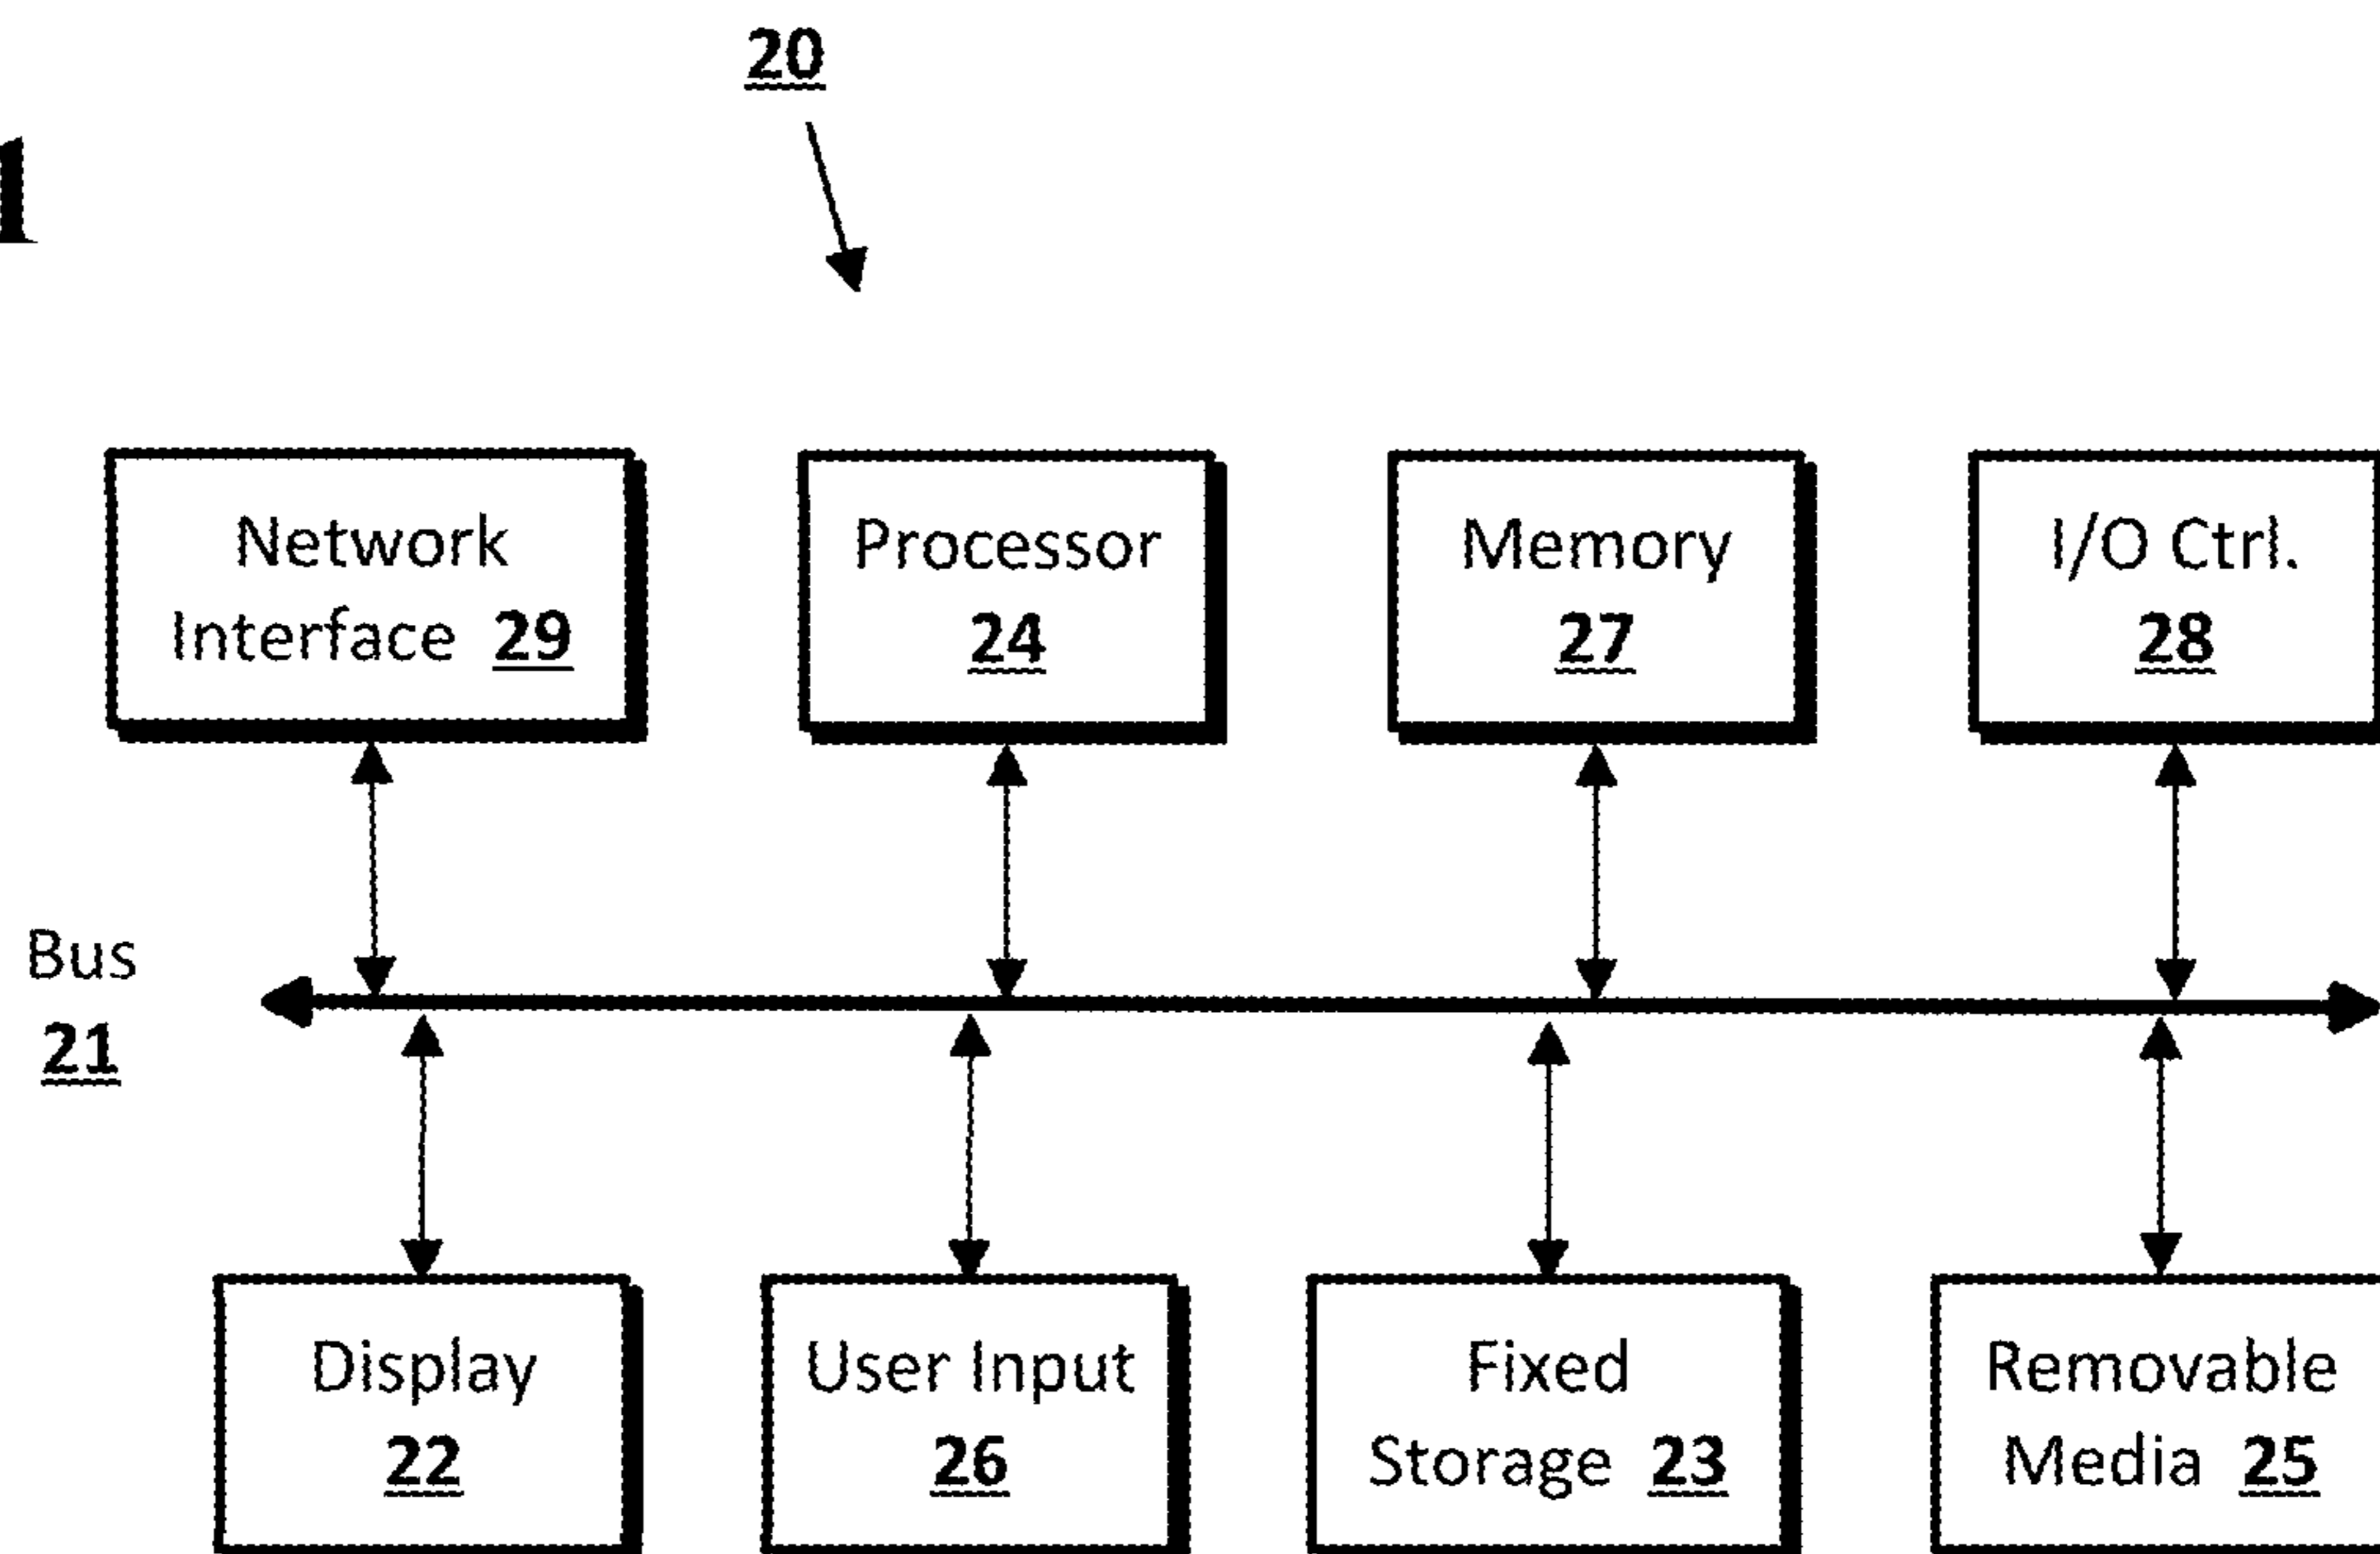 20
1
Network
Interface 29
Processor
24
Memory
27
I/O Ctrl.
28
Bus
21
Display
22
User Input
26
Fixed
Storage 23
Removable
Media 25